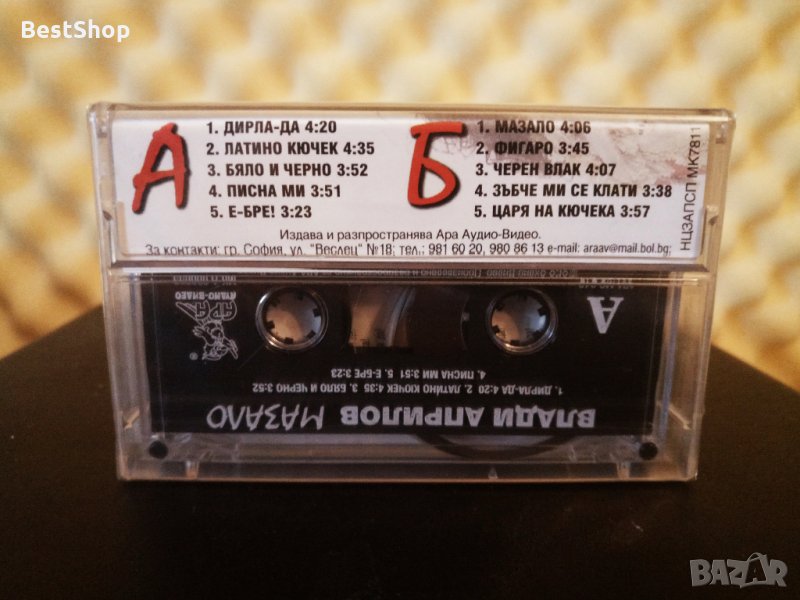 BestShop
А
1. ДИРЛА-ДА 4:20
2. ЛАТИНО КЮЧЕК 4:35
3. БЯЛО И ЧЕРНО 3:52
4. ПИСНА МИ 3:51
5. Е-БРЕ! 3:23
Б
1. МАЗАЛО 4:06
2. ФИГАРО 3:45
3. ЧЕРЕН ВЛАК 4:07
4. ЗЪБЧЕ МИ СЕ КЛАТИ 3:38
5. ЦАРЯ НА КЮЧЕКА 3:57
НЦЗАПСП МК7811
Издава и разпространява Ара Аудио-Видео.
За контакти: гр. София, ул. "Веслец" №18; тел.: 981 60 20, 980 86 13 e-mail: araav@mail.bol.bg;
ВЛАДИ АПРИЛОВ МАЗАЛО
1. ДИРЛА-ДА 4:20 2. ЛАТИНО КЮЧЕК 4:35 3. БЯЛО И ЧЕРНО 3:52
4. ПИСНА МИ 3:51 5. Е-БРЕ 3:23
А
АРА
АУДИО-ВИДЕО
BAZAR